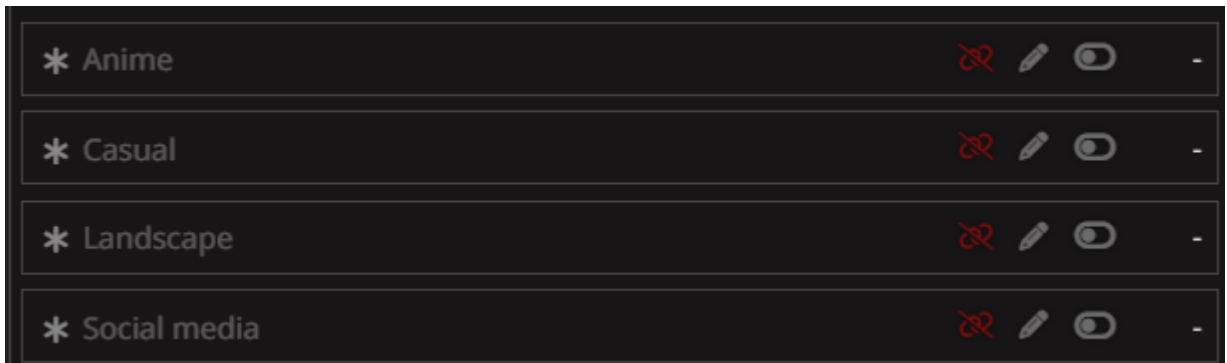 * Anime -
* Casual -
* Landscape -
* Social media -